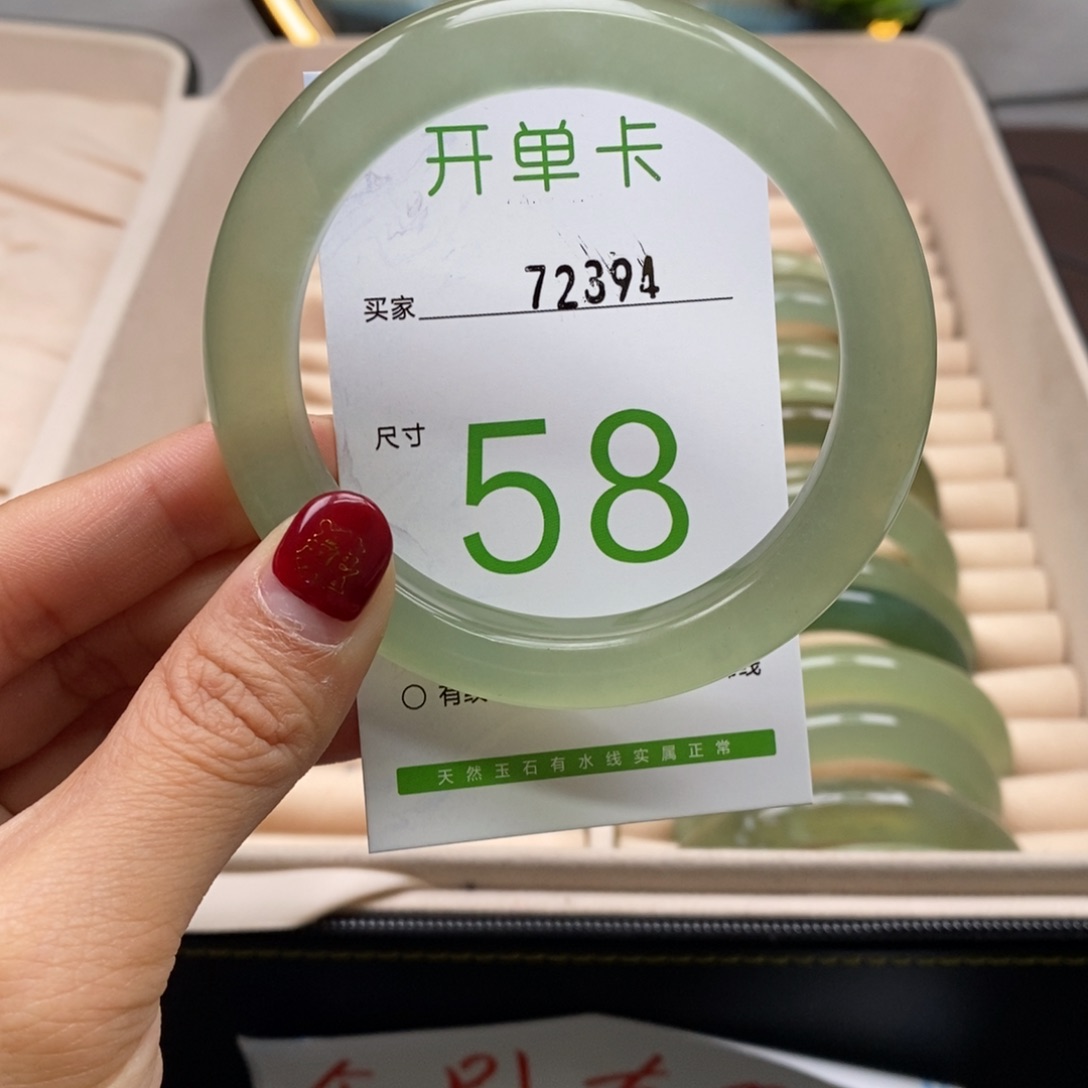 开单卡
买家 72394
尺寸 58
○ 有纹
天然玉石有水线实属正常